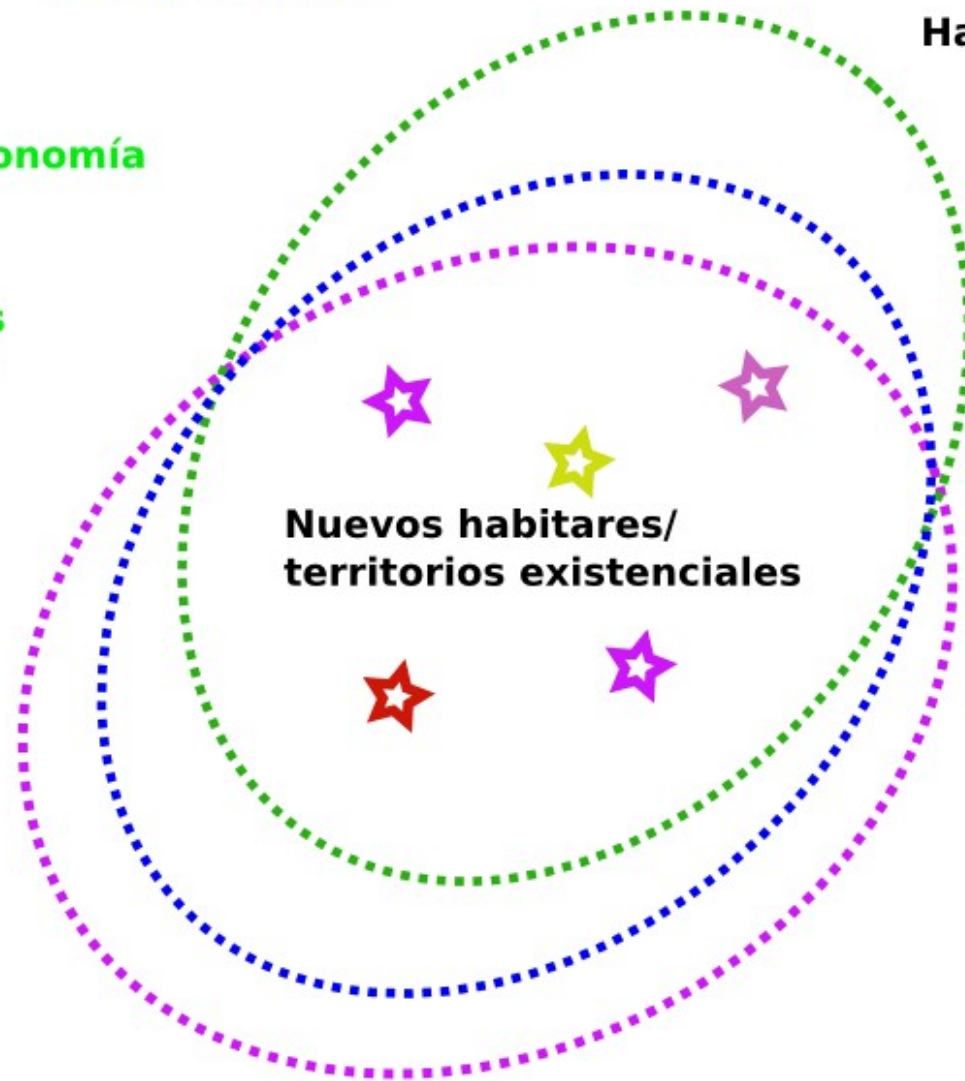 Ha
onomía
s
Nuevos habitares/
territorios existenciales